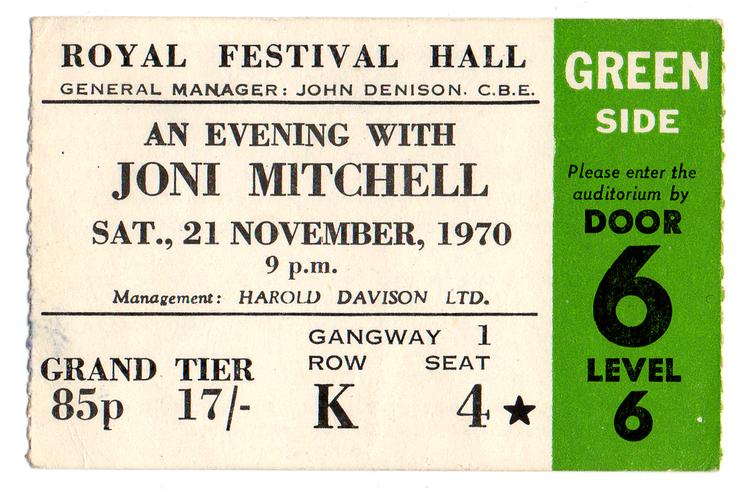 ROYAL FESTIVAL HALL
GENERAL MANAGER: JOHN DENISON. C.B.E.
AN EVENING WITH
JONI MITCHELL
SAT., 21 NOVEMBER, 1970
9 p.m.
Management: HAROLD DAVISON LTD.
GANGWAY 1
GRAND TIER ROW SEAT
85p 17/- K 4 ★
GREEN
SIDE
Please enter the
auditorium by
DOOR
6
LEVEL
6